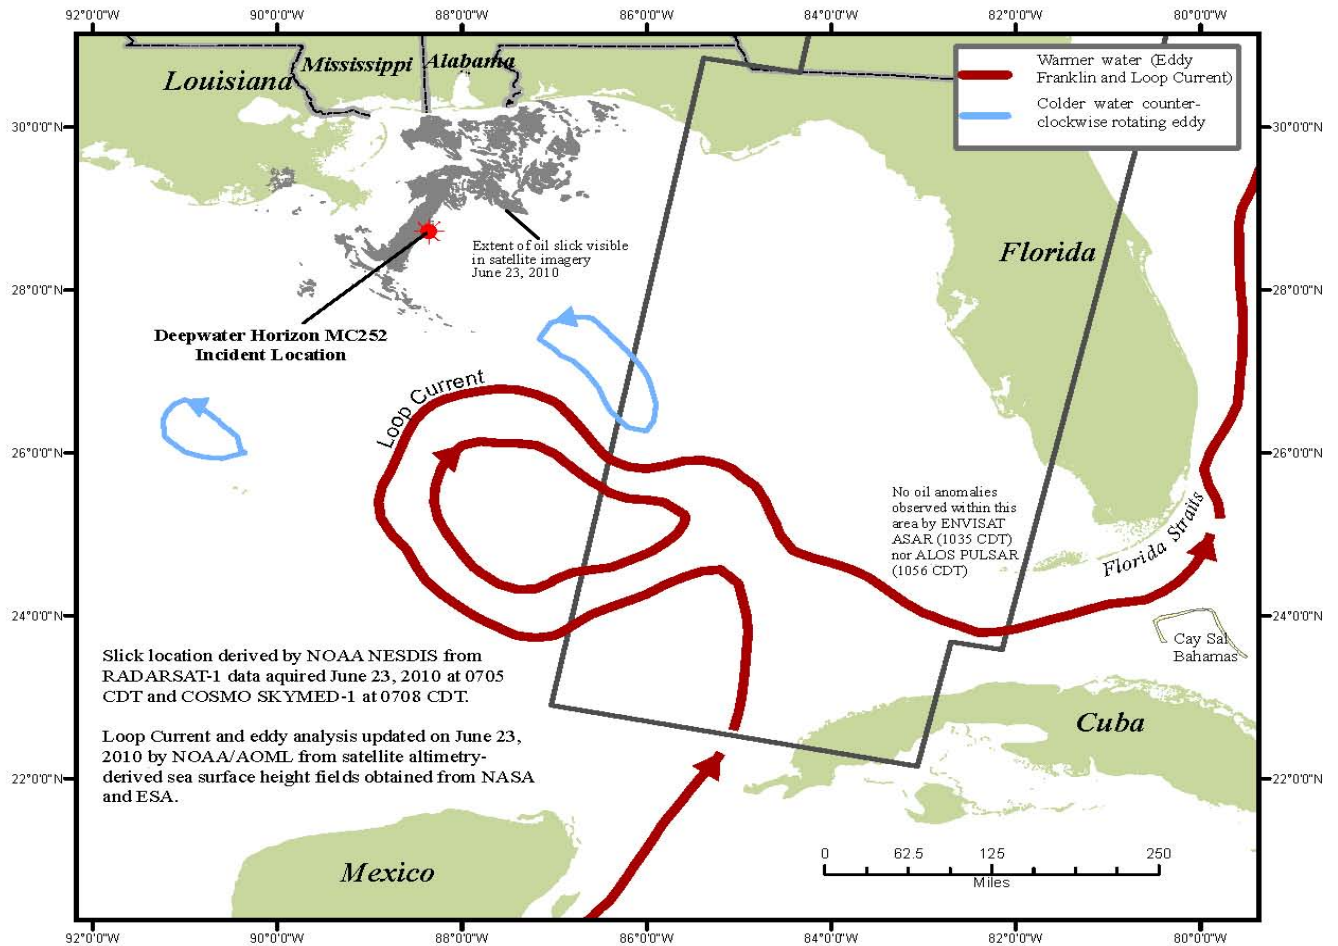 92°0'0"W 90°0'0"W 88°0'0"W 86°0'0"W 84°0'0"W 82°0'0"W 80°0'0"W
Louisiana
Mississippi
Alabama
Warmer water (Eddy
Franklin and Loop Current)
Colder water counter-
clockwise rotating eddy
30°0'0"N
30°0'0"N
Extent of oil slick visible
in satellite imagery
June 23, 2010
Florida
28°0'0"N
28°0'0"N
Deepwater Horizon MC252
Incident Location
Loop Current
26°0'0"N
26°0'0"N
No oil anomalies
observed within this
area by ENVISAT
ASAR (1035 CDT)
nor ALOS PULSAR
(1056 CDT)
Florida Straits
24°0'0"N
24°0'0"N
Cay Sal
Bahamas
Slick location derived by NOAA NESDIS from
RADARSAT-1 data aquired June 23, 2010 at 0705
CDT and COSMO SKYMED-1 at 0708 CDT.
Loop Current and eddy analysis updated on June 23,
2010 by NOAA/AOML from satellite altimetry-
derived sea surface height fields obtained from NASA
and ESA.
Cuba
22°0'0"N
22°0'0"N
Mexico
0 62.5 125 250
Miles
92°0'0"W 90°0'0"W 88°0'0"W 86°0'0"W 84°0'0"W 82°0'0"W 80°0'0"W